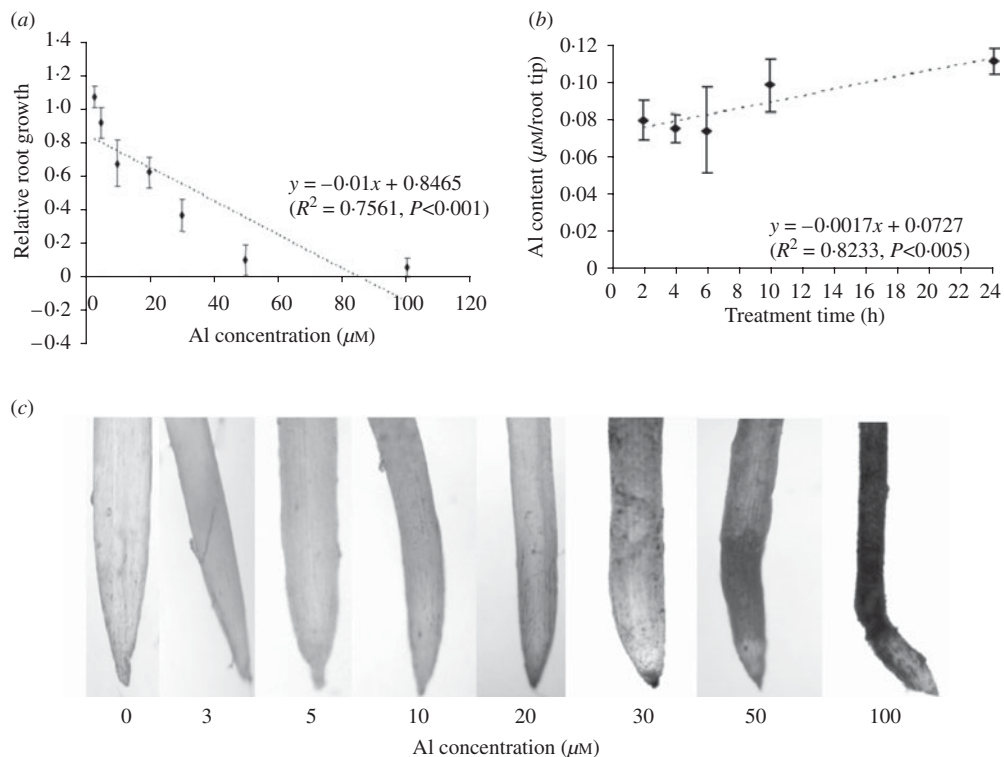 (a)
1·4
1·2
1·0
0·8
0·6
0·4
0·2
0
−0·2
−0·4
Relative root growth
0 20 40 60 80 100 120
Al concentration (µM)
y = −0·01x + 0·8465
(R² = 0·7561, P<0·001)
(b)
0·12
0·10
0·08
0·06
0·04
0·02
0
Al content (µM/root tip)
0 2 4 6 8 10 12 14 16 18 20 22 24
Treatment time (h)
y = −0·0017x + 0·0727
(R² = 0·8233, P<0·005)
(c)
0 3 5 10 20 30 50 100
Al concentration (µM)